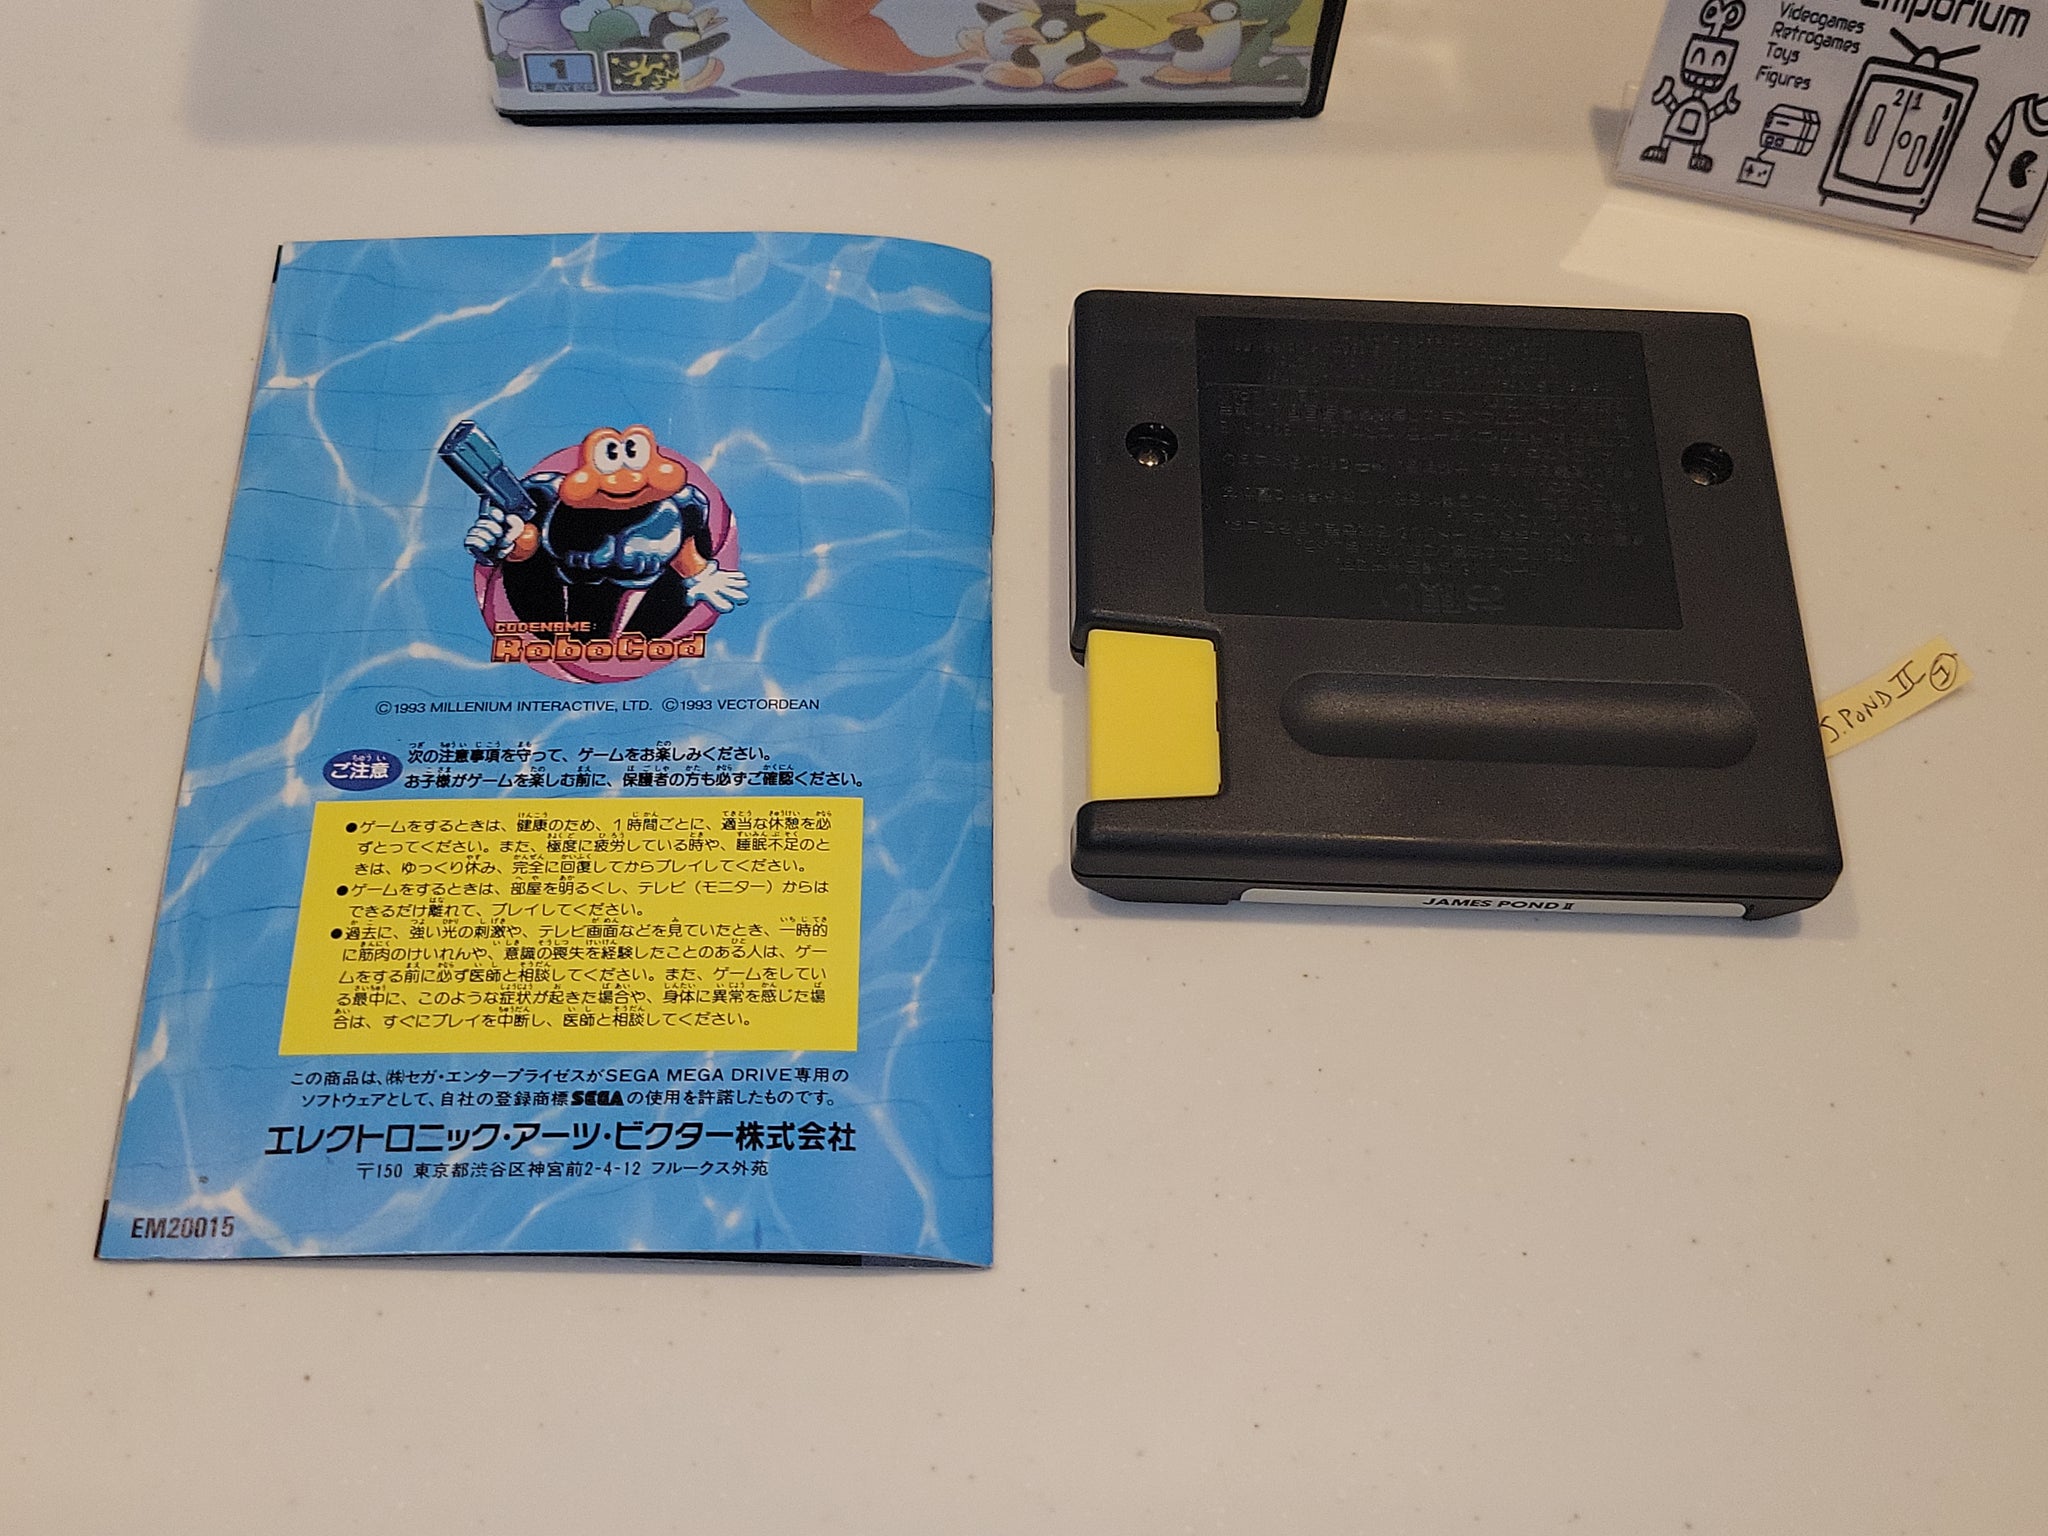 1
PLAYER
Emporium
Videogames
Retrogames
Toys
Figures
2 1
CODENAME:
RoboCod
©1993 MILLENIUM INTERACTIVE, LTD. ©1993 VECTORDEAN
ご注意
次の注意事項を守って、ゲームをお楽しみください。
お子様がゲームを楽しむ前に、保護者の方も必ずご確認ください。
●ゲームをするときは、健康のため、1時間ごとに、適当な休憩を必
ずとってください。また、極度に疲労している時や、睡眠不足のと
きは、ゆっくり休み、完全に回復してからプレイしてください。
●ゲームをするときは、部屋を明るくし、テレビ(モニター)からは
できるだけ離れて、プレイしてください。
●過去に、強い光の刺激や、テレビ画面などを見ていたとき、一時的
に筋肉のけいれんや、意識の喪失を経験したことのある人は、ゲー
ムをする前に必ず医師と相談してください。また、ゲームをしてい
る最中に、このような症状が起きた場合や、身体に異常を感じた場
合は、すぐにプレイを中断し、医師と相談してください。
この商品は、㈱セガ・エンタープライゼスがSEGA MEGA DRIVE専用の
ソフトウェアとして、自社の登録商標SEGAの使用を許諾したものです。
エレクトロニック・アーツ・ビクター株式会社
〒150 東京都渋谷区神宮前2-4-12 フルークス外苑
EM20015
J. POND II 1
JAMES POND II